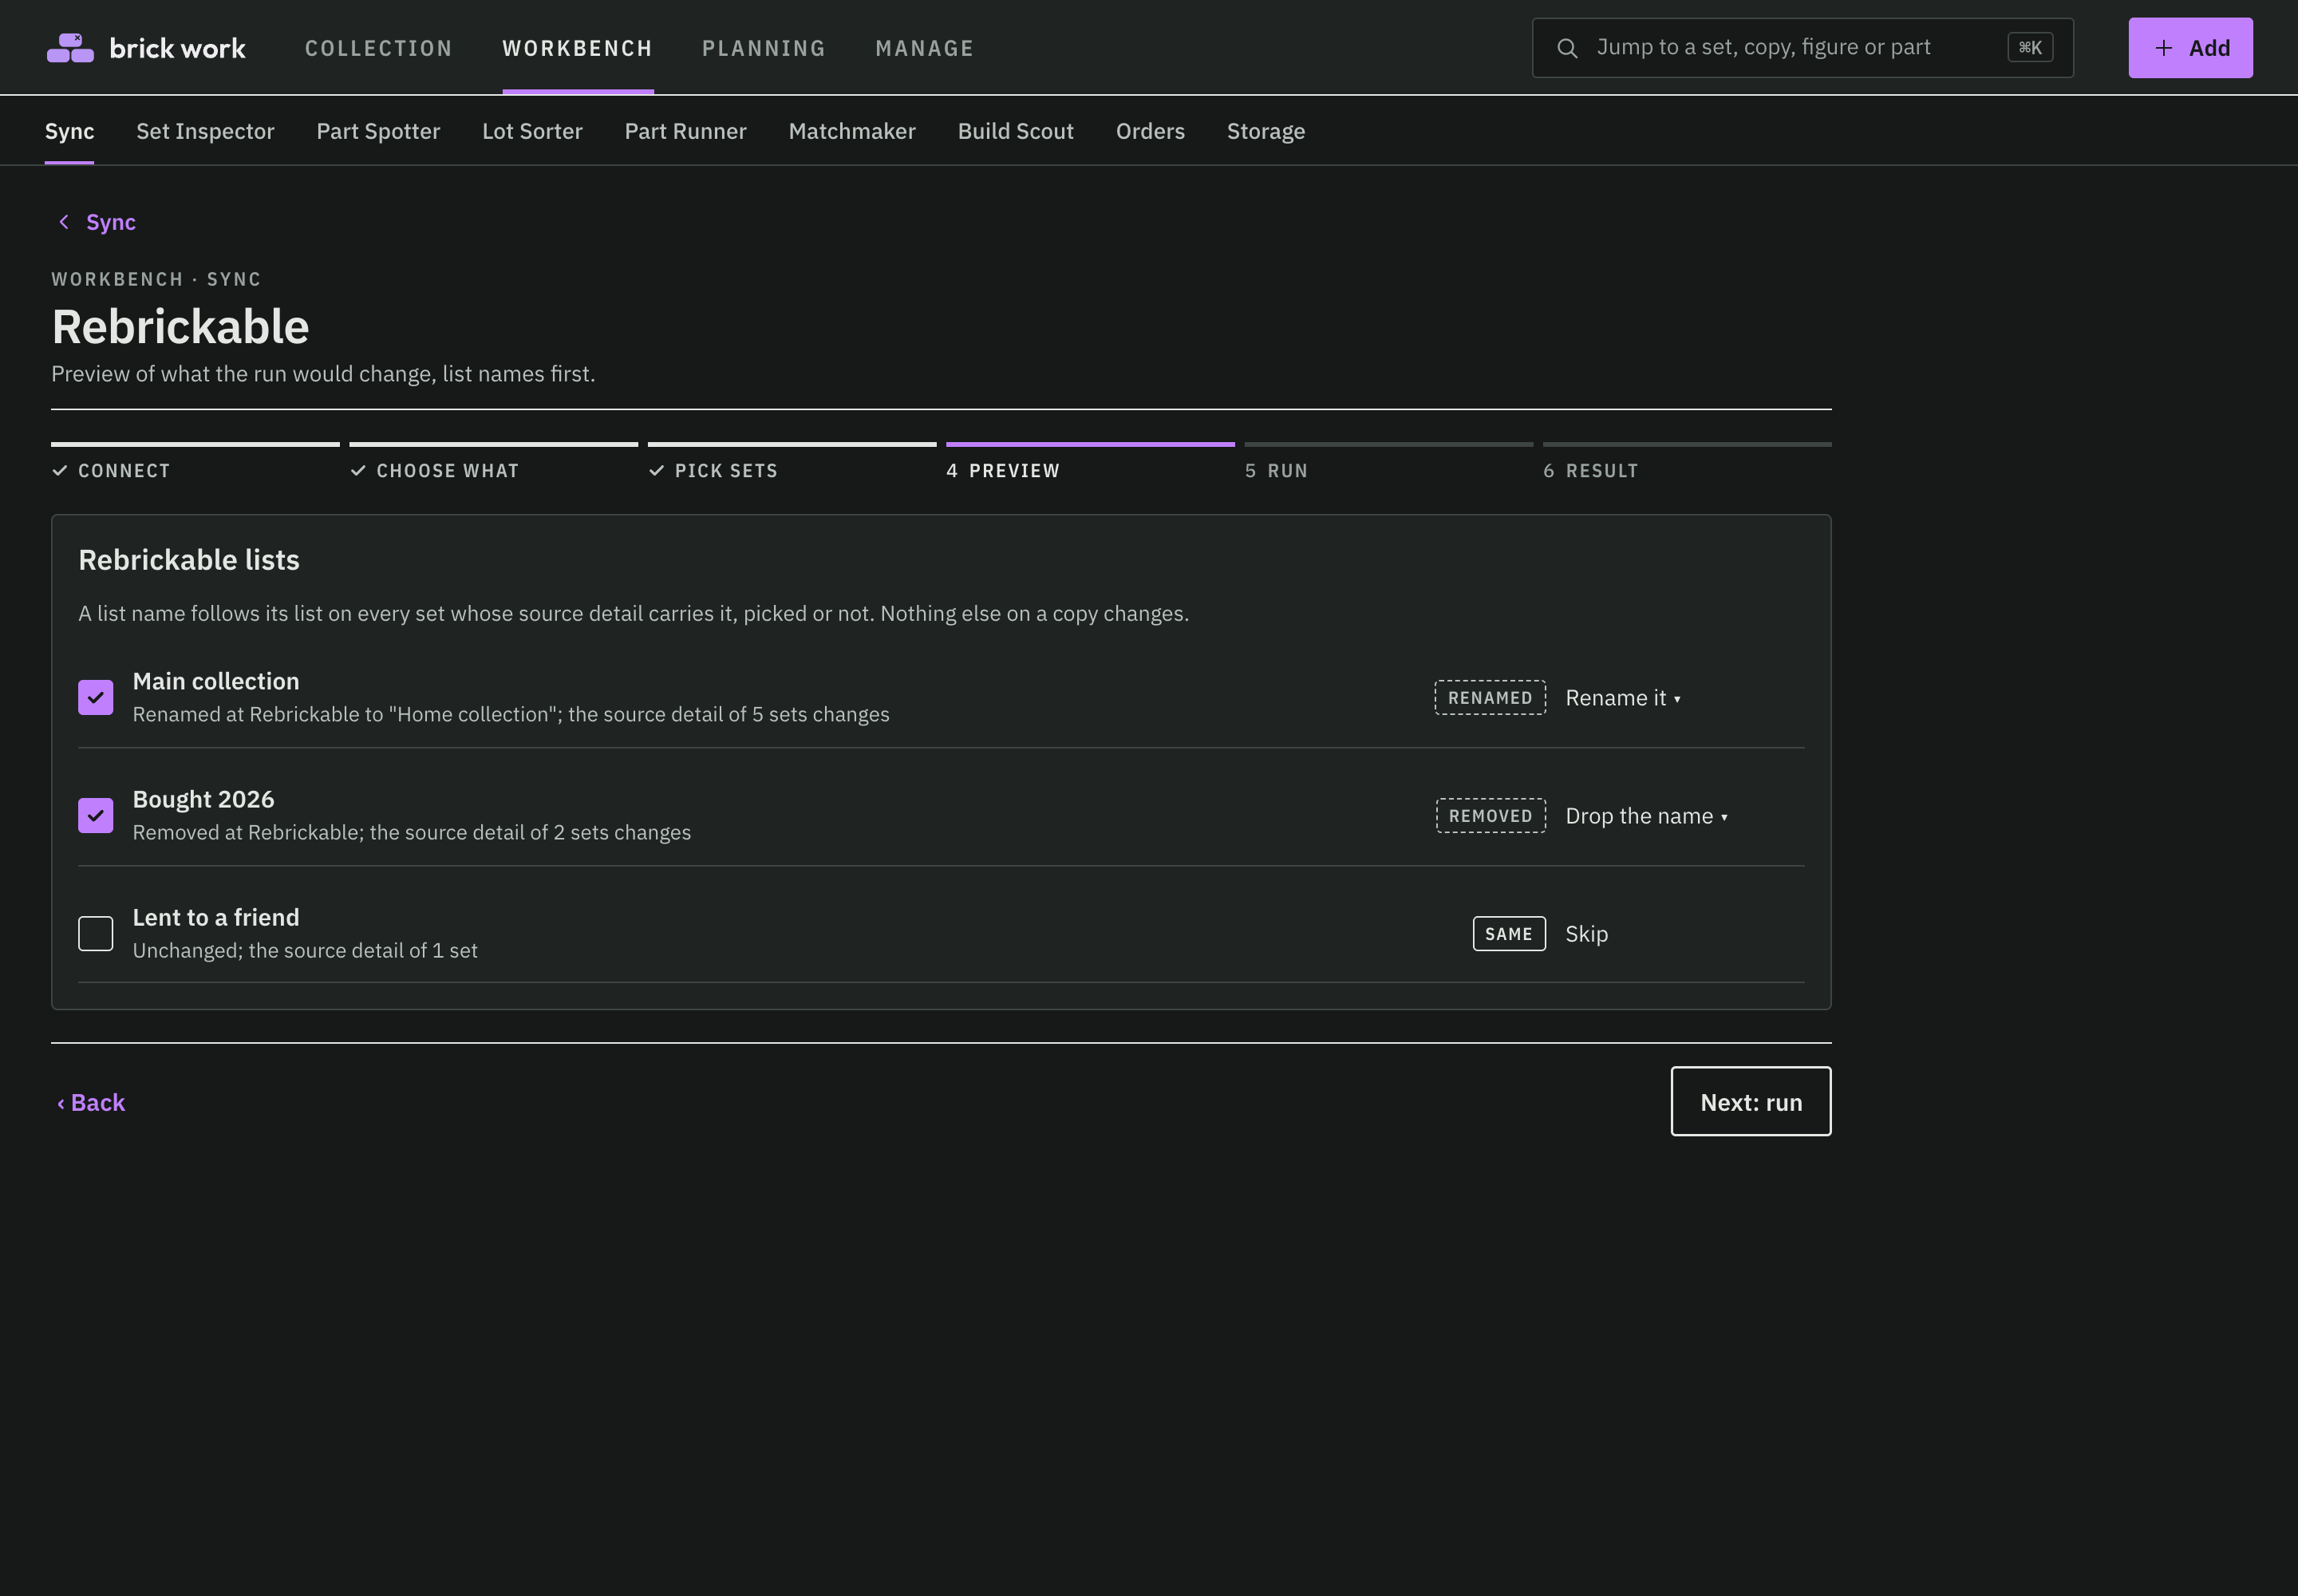 brick work
COLLECTION
WORKBENCH
PLANNING
MANAGE
Jump to a set, copy, figure or part
⌘K
+ Add
Sync
Set Inspector
Part Spotter
Lot Sorter
Part Runner
Matchmaker
Build Scout
Orders
Storage
‹ Sync
WORKBENCH · SYNC
Rebrickable
Preview of what the run would change, list names first.
✓ CONNECT
✓ CHOOSE WHAT
✓ PICK SETS
4 PREVIEW
5 RUN
6 RESULT
Rebrickable lists
A list name follows its list on every set whose source detail carries it, picked or not. Nothing else on a copy changes.
Main collection
Renamed at Rebrickable to "Home collection"; the source detail of 5 sets changes
RENAMED
Rename it ▾
Bought 2026
Removed at Rebrickable; the source detail of 2 sets changes
REMOVED
Drop the name ▾
Lent to a friend
Unchanged; the source detail of 1 set
SAME
Skip
‹ Back
Next: run